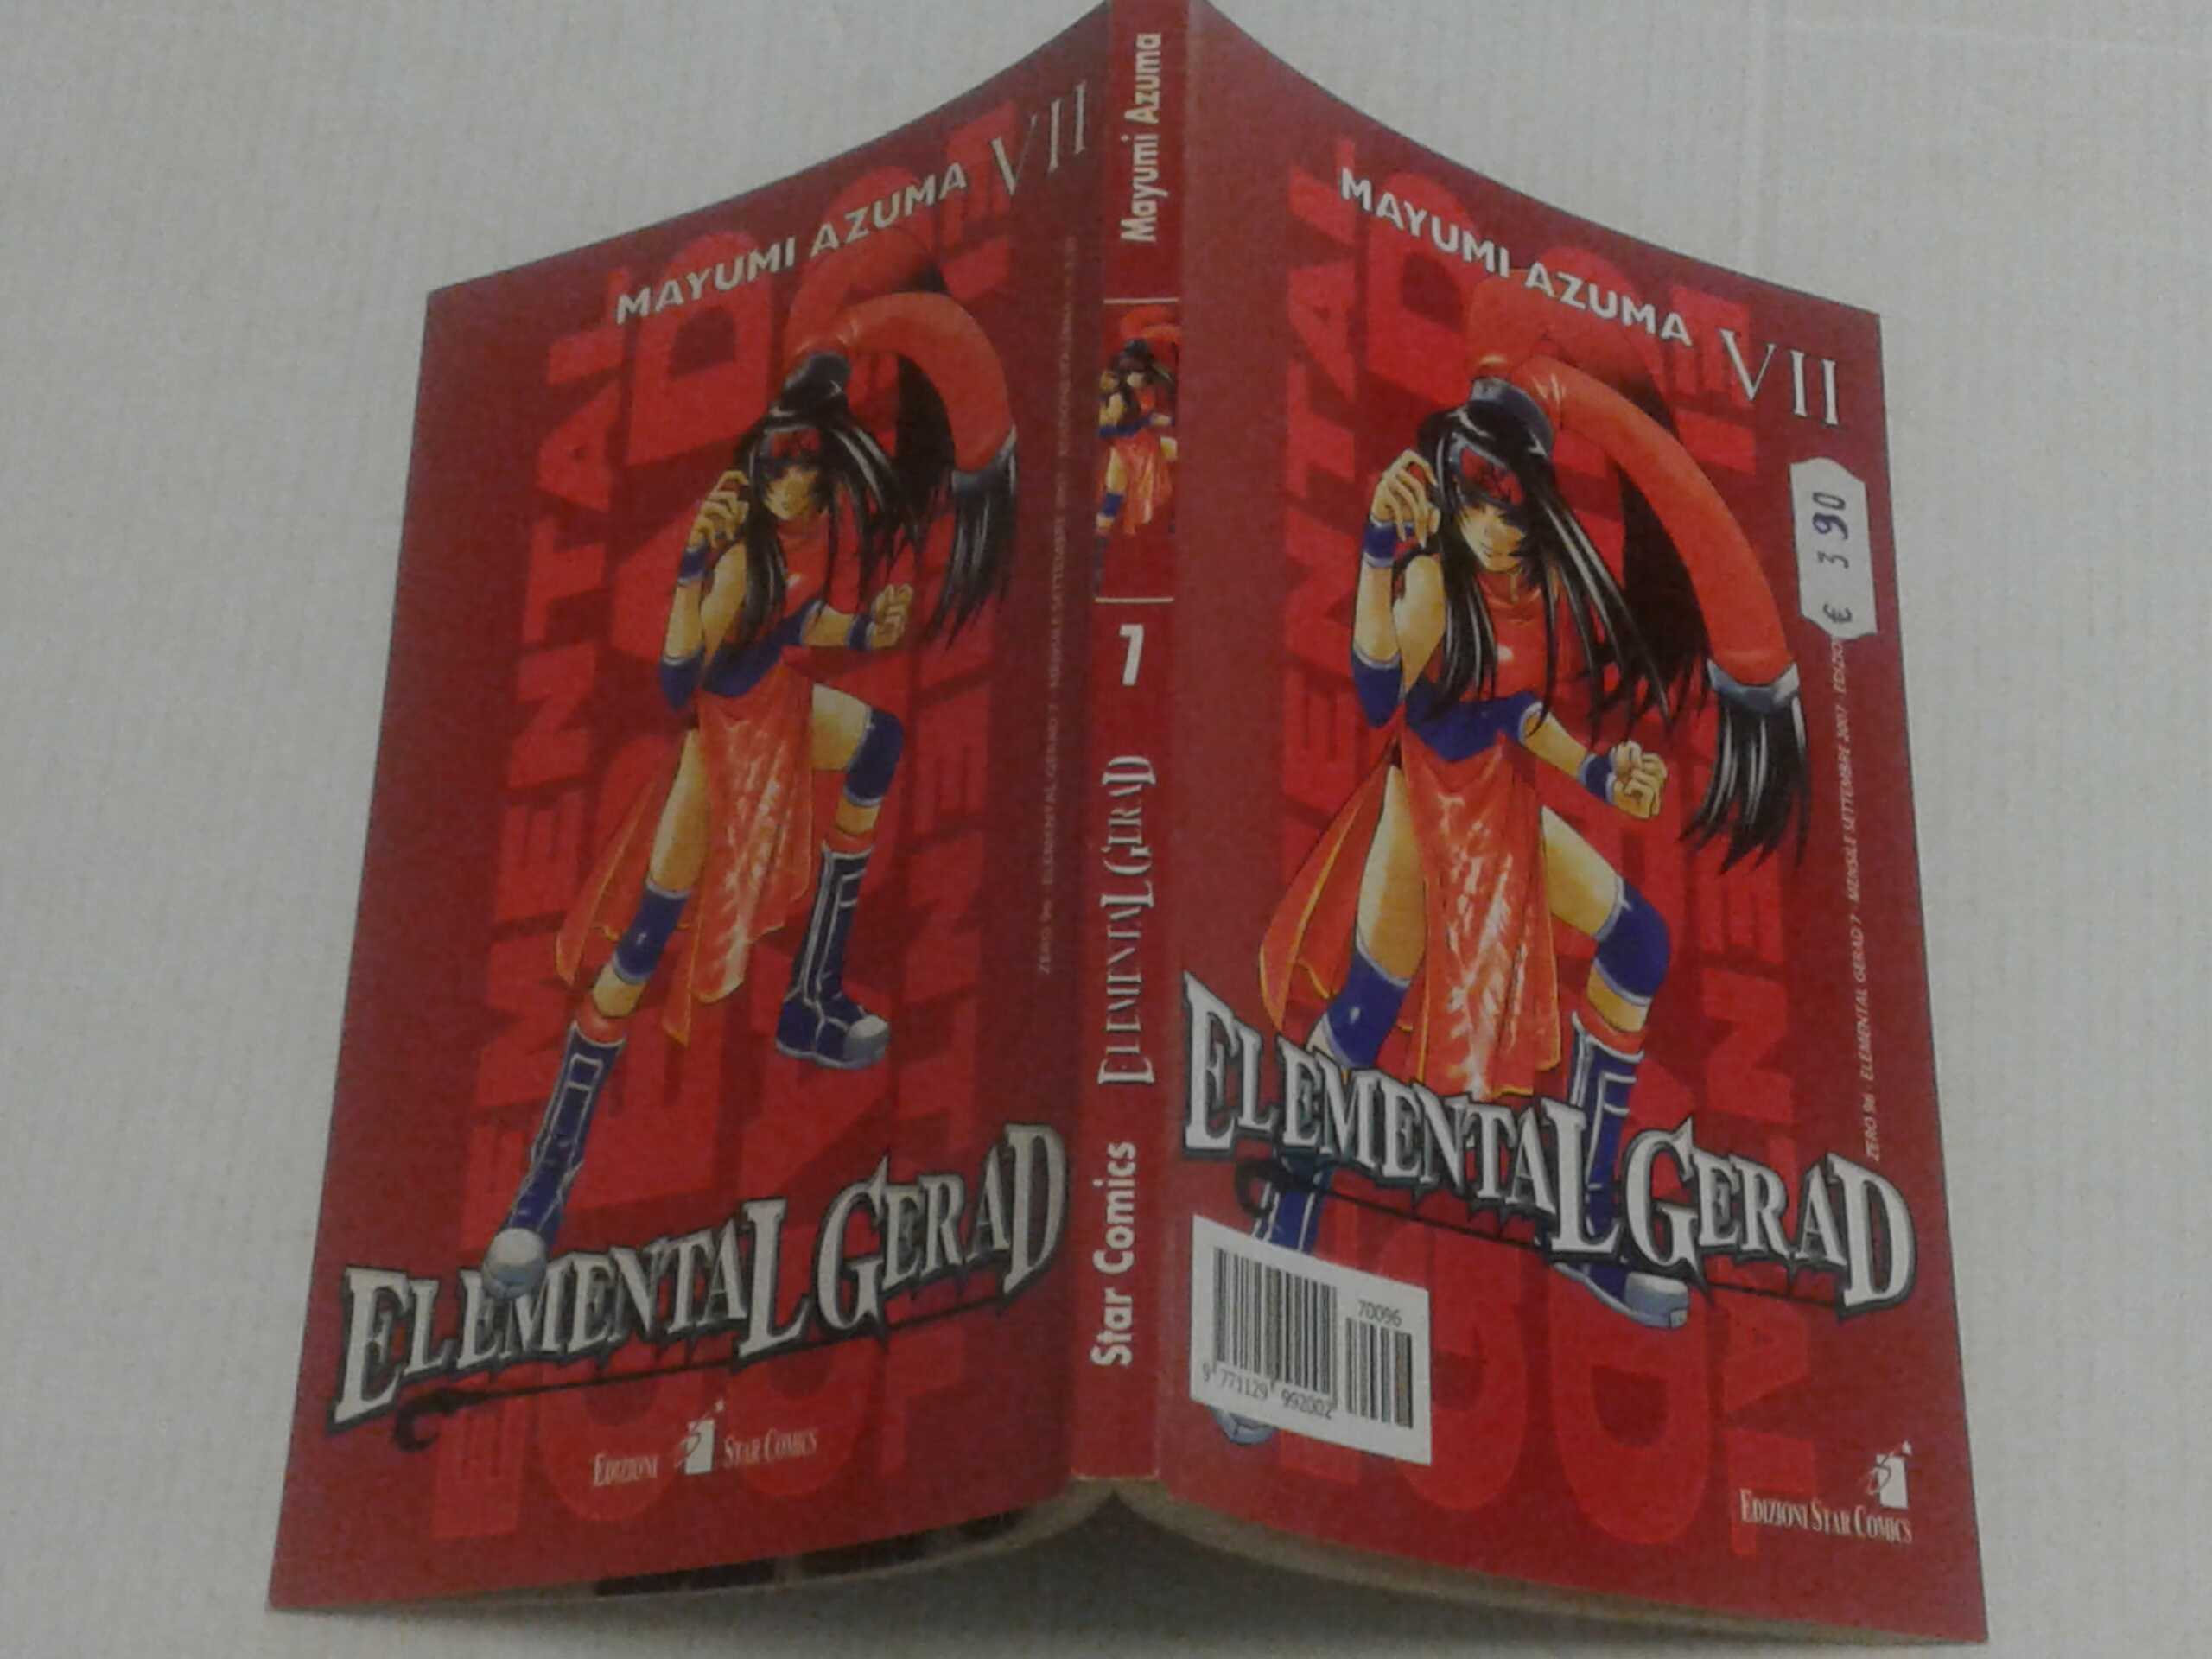 MAYUMI AZUMA VII
ELEMENTAL GERAD
EDIZIONI STAR COMICS
Mayumi Azuma
7
ELEMENTAL GERAD
Star Comics
MAYUMI AZUMA VII
€ 3 90
ZERO 96 · ELEMENTAL GERAD 7 · MENSILE SETTEMBRE 2007 ·
ELEMENTAL GERAD
70096
9 771129 992002
EDIZIONI STAR COMICS
ELEMENTAL